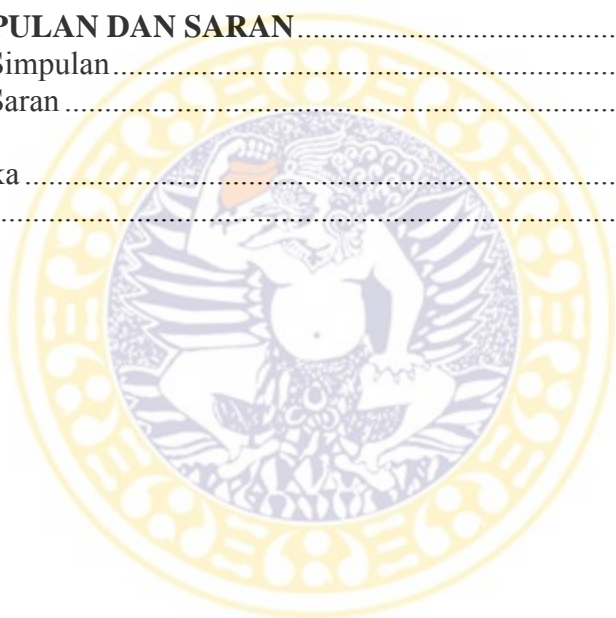 PULAN DAN SARAN........................................
Simpulan........................................
Saran ........................................
ka ........................................
........................................